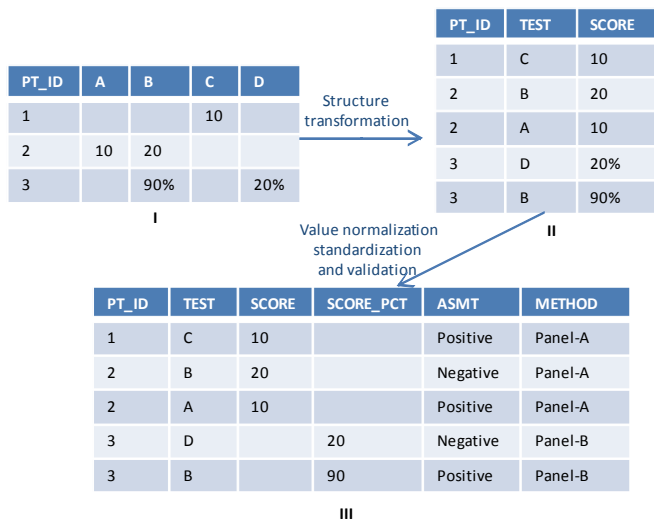 PT_ID A B C D
1 10
2 10 20
3 90% 20%
I
Structure
transformation
PT_ID TEST SCORE
1 C 10
2 B 20
2 A 10
3 D 20%
3 B 90%
II
Value normalization
standardization
and validation
PT_ID TEST SCORE SCORE_PCT ASMT METHOD
1 C 10 Positive Panel-A
2 B 20 Negative Panel-A
2 A 10 Positive Panel-A
3 D 20 Negative Panel-B
3 B 90 Positive Panel-B
III